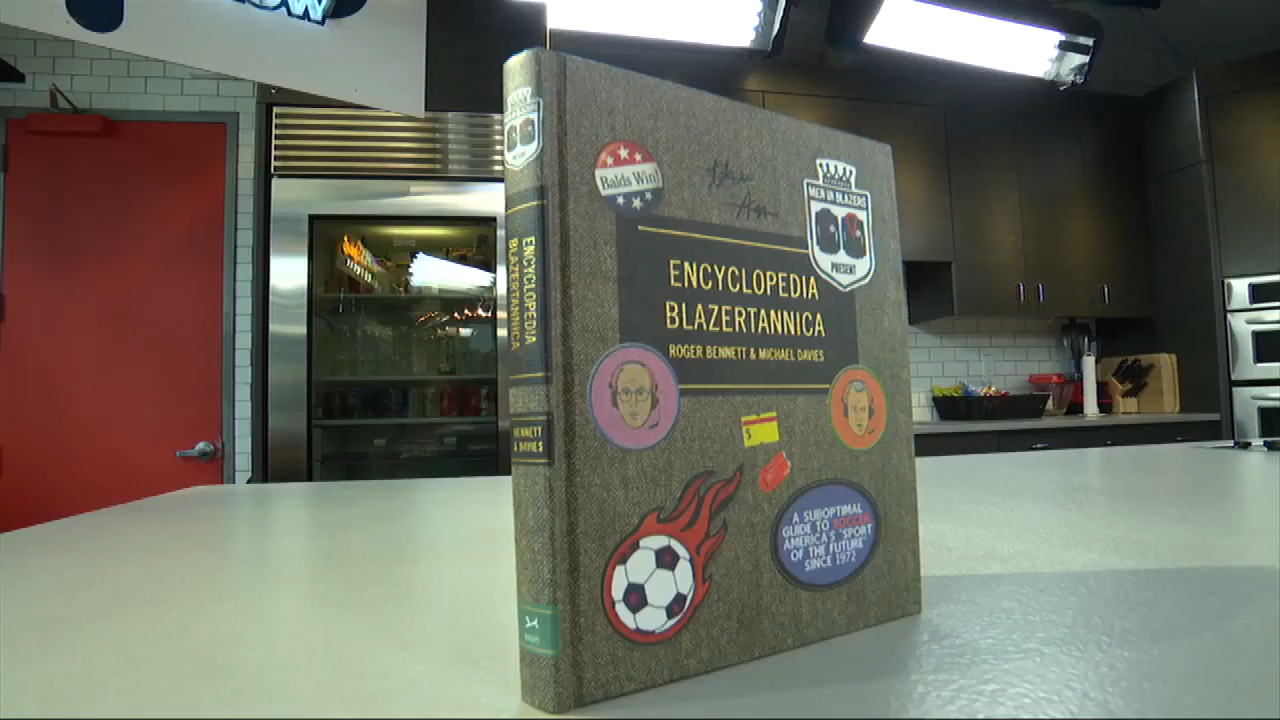 OW
Balds Win!
MEN IN BLAZERS
PRESENT
ENCYCLOPEDIA
BLAZERTANNICA
ROGER BENNETT & MICHAEL DAVIES
$
A SUBOPTIMAL
GUIDE TO SOCCER
AMERICA'S "SPORT
OF THE FUTURE"
SINCE 1972
ENCYCLOPEDIA
BLAZERTANNICA
BENNETT
& DAVIES